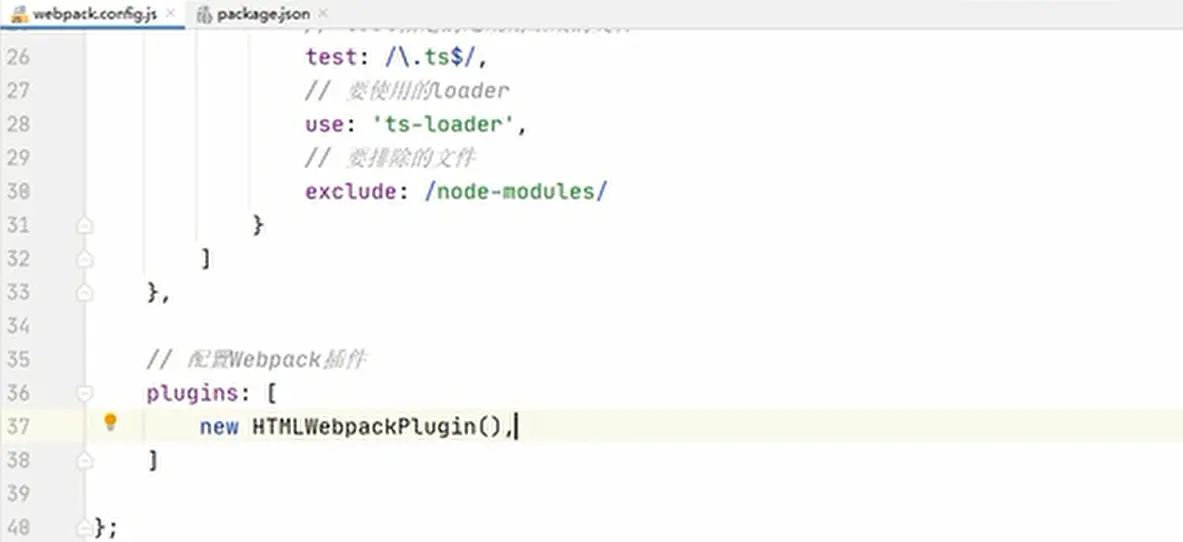 webpack.config.js package.json
26 test: /\.ts$/,
27 // 要使用的loader
28 use: 'ts-loader',
29 // 要排除的文件
30 exclude: /node-modules/
31 }
32 ]
33 },
34
35 // 配置Webpack插件
36 plugins: [
37 new HTMLWebpackPlugin(),
38 ]
39
40 };